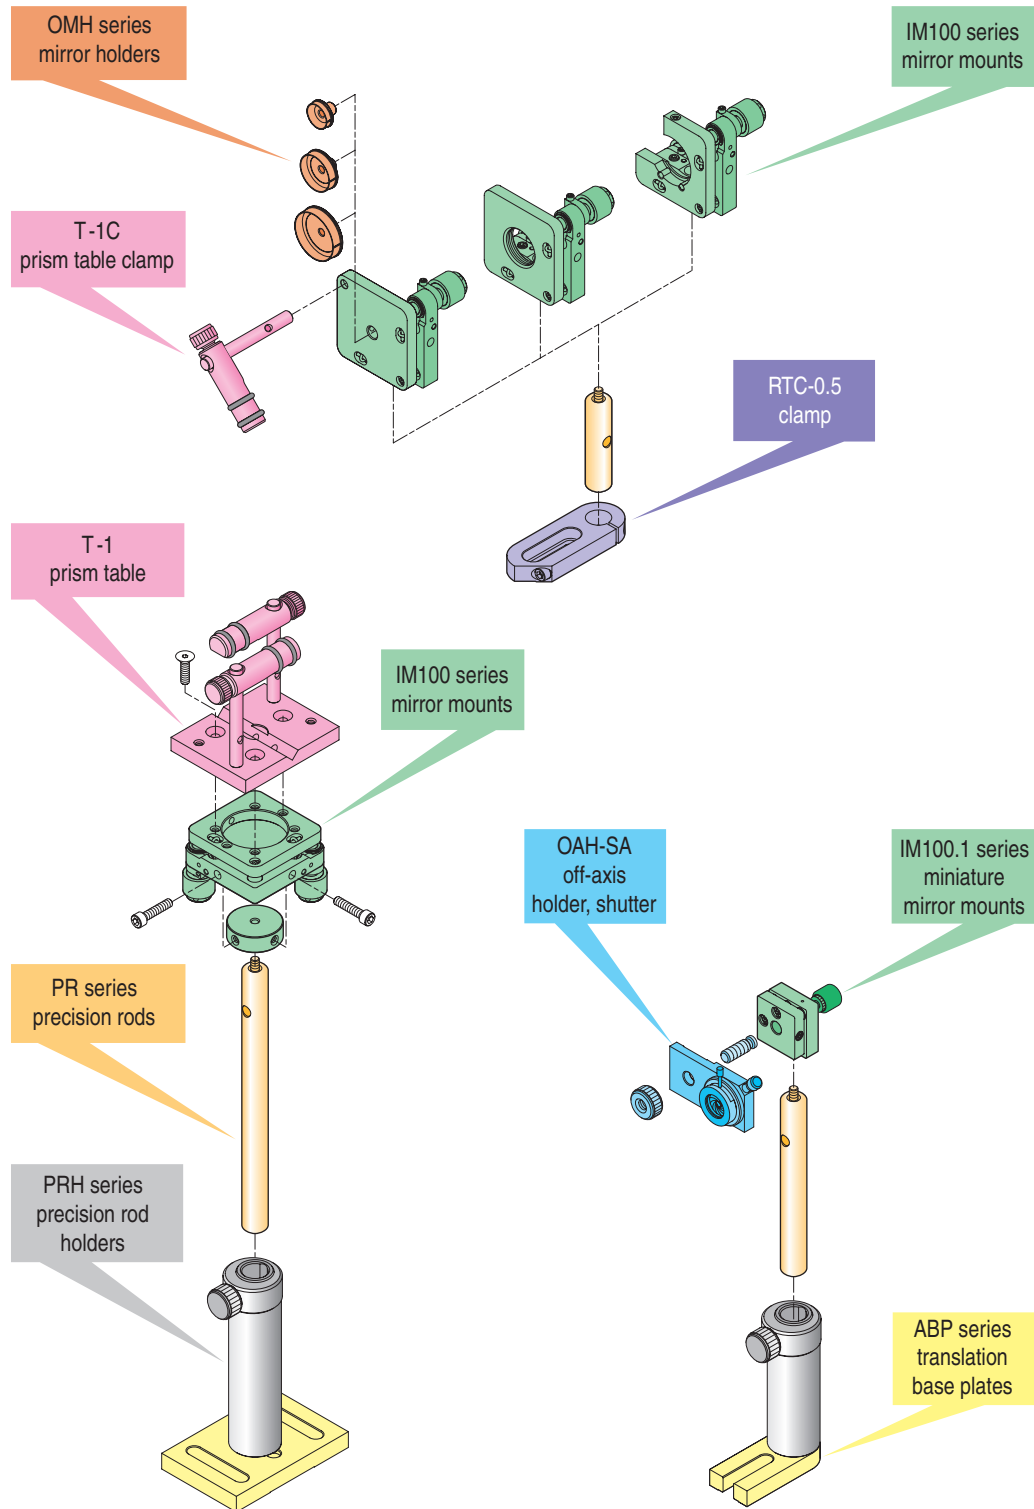 OMH series
mirror holders
IM100 series
mirror mounts
T-1C
prism table clamp
RTC-0.5
clamp
T-1
prism table
IM100 series
mirror mounts
OAH-SA
off-axis
holder, shutter
IM100.1 series
miniature
mirror mounts
PR series
precision rods
PRH series
precision rod
holders
ABP series
translation
base plates